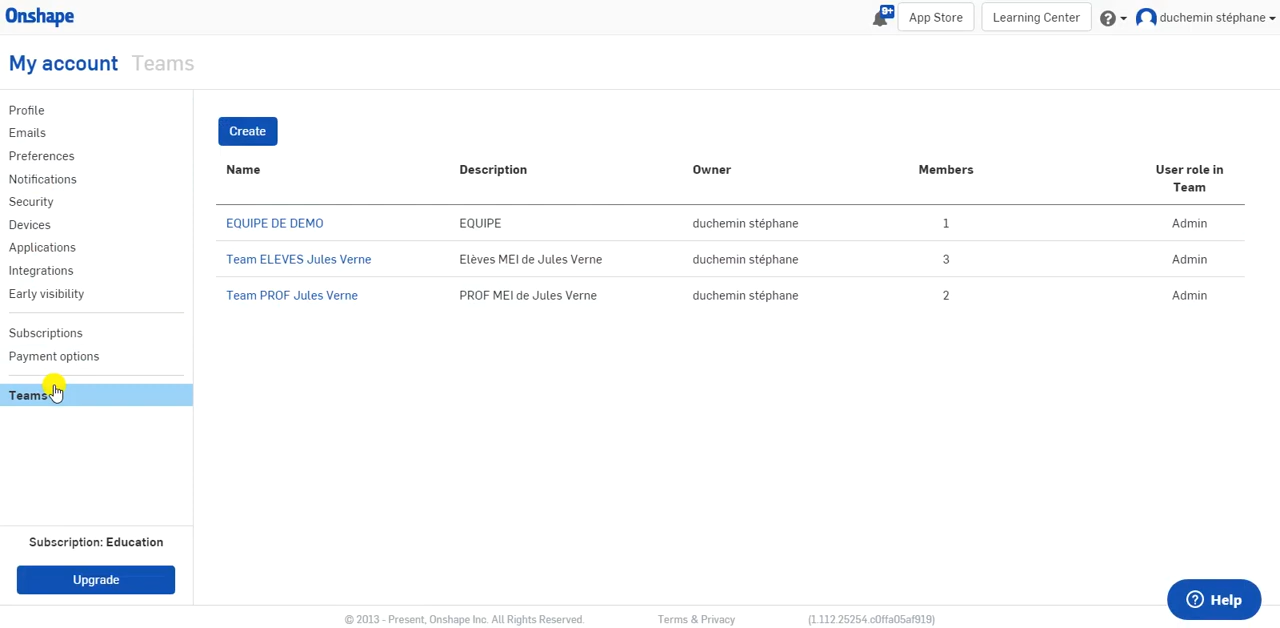 Onshape
9+
App Store
Learning Center
?
duchemin stéphane
My account Teams
Profile
Emails
Preferences
Notifications
Security
Devices
Applications
Integrations
Early visibility
Subscriptions
Payment options
Teams
Subscription: Education
Upgrade
Create
Name Description Owner Members User role in
Team
EQUIPE DE DEMO EQUIPE duchemin stéphane 1 Admin
Team ELEVES Jules Verne Elèves MEI de Jules Verne duchemin stéphane 3 Admin
Team PROF Jules Verne PROF MEI de Jules Verne duchemin stéphane 2 Admin
? Help
© 2013 - Present, Onshape Inc. All Rights Reserved. Terms & Privacy (1.112.25254.c0ffa05af919)